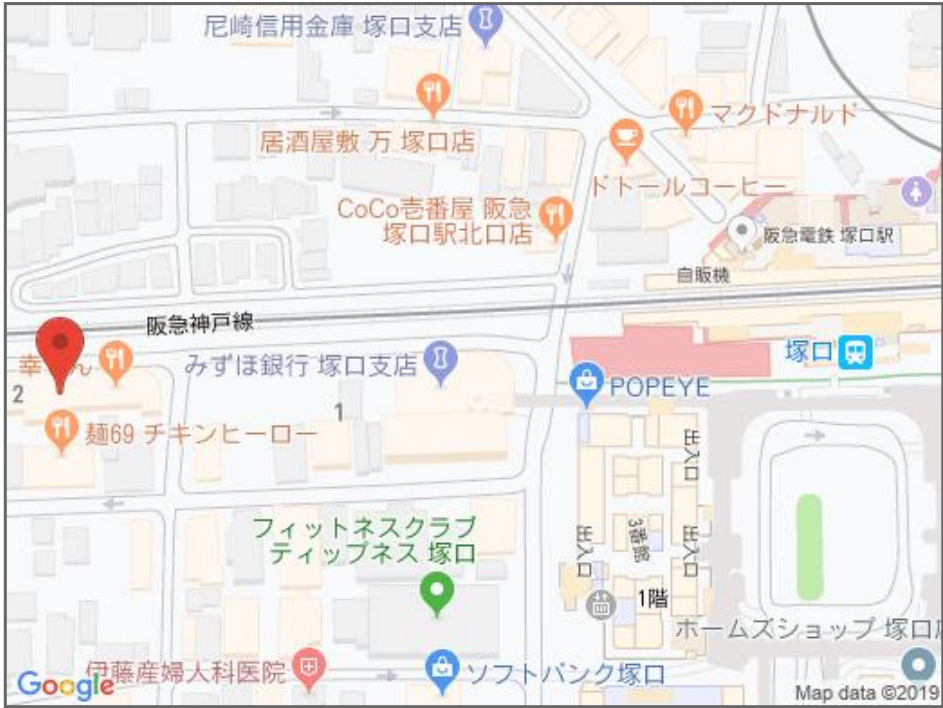 尼崎信用金庫 塚口支店
居酒屋敷 万 塚口店
マクドナルド
ドトールコーヒー
CoCo壱番屋 阪急
塚口駅北口店
阪急電鉄 塚口駅
自販機
阪急神戸線
塚口
みずほ銀行 塚口支店
POPEYE
2
麺69 チキンヒーロー
1
出入口
出入口
出入口
3番館
1階
フィットネスクラブ
ティップネス 塚口
ホームズショップ 塚口
伊藤産婦人科医院
ソフトバンク塚口
Google
Map data ©2019